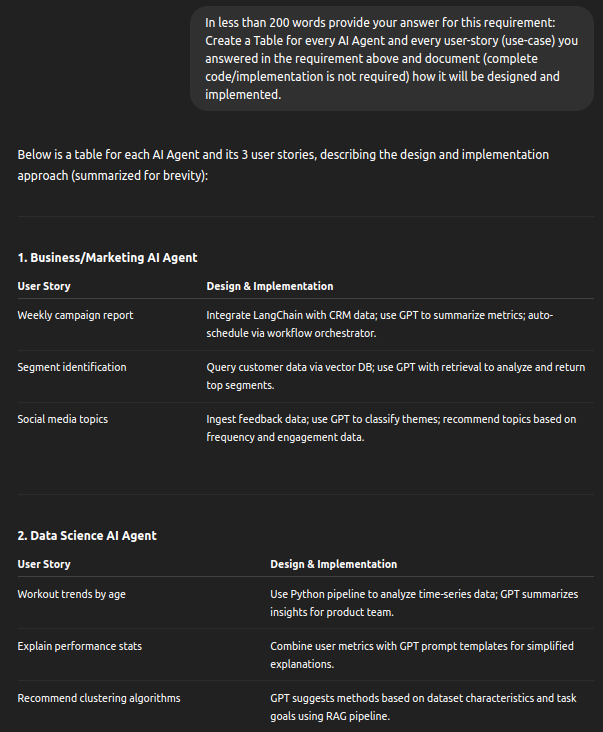 In less than 200 words provide your answer for this requirement:
Create a Table for every AI Agent and every user-story (use-case) you
answered in the requirement above and document (complete
code/implementation is not required) how it will be designed and
implemented.
Below is a table for each AI Agent and its 3 user stories, describing the design and implementation
approach (summarized for brevity):
1. Business/Marketing AI Agent
User Story Design & Implementation
Weekly campaign report Integrate LangChain with CRM data; use GPT to summarize metrics; auto-
schedule via workflow orchestrator.
Segment identification Query customer data via vector DB; use GPT with retrieval to analyze and return
top segments.
Social media topics Ingest feedback data; use GPT to classify themes; recommend topics based on
frequency and engagement data.
2. Data Science AI Agent
User Story Design & Implementation
Workout trends by age Use Python pipeline to analyze time-series data; GPT summarizes
insights for product team.
Explain performance stats Combine user metrics with GPT prompt templates for simplified
explanations.
Recommend clustering algorithms GPT suggests methods based on dataset characteristics and task
goals using RAG pipeline.